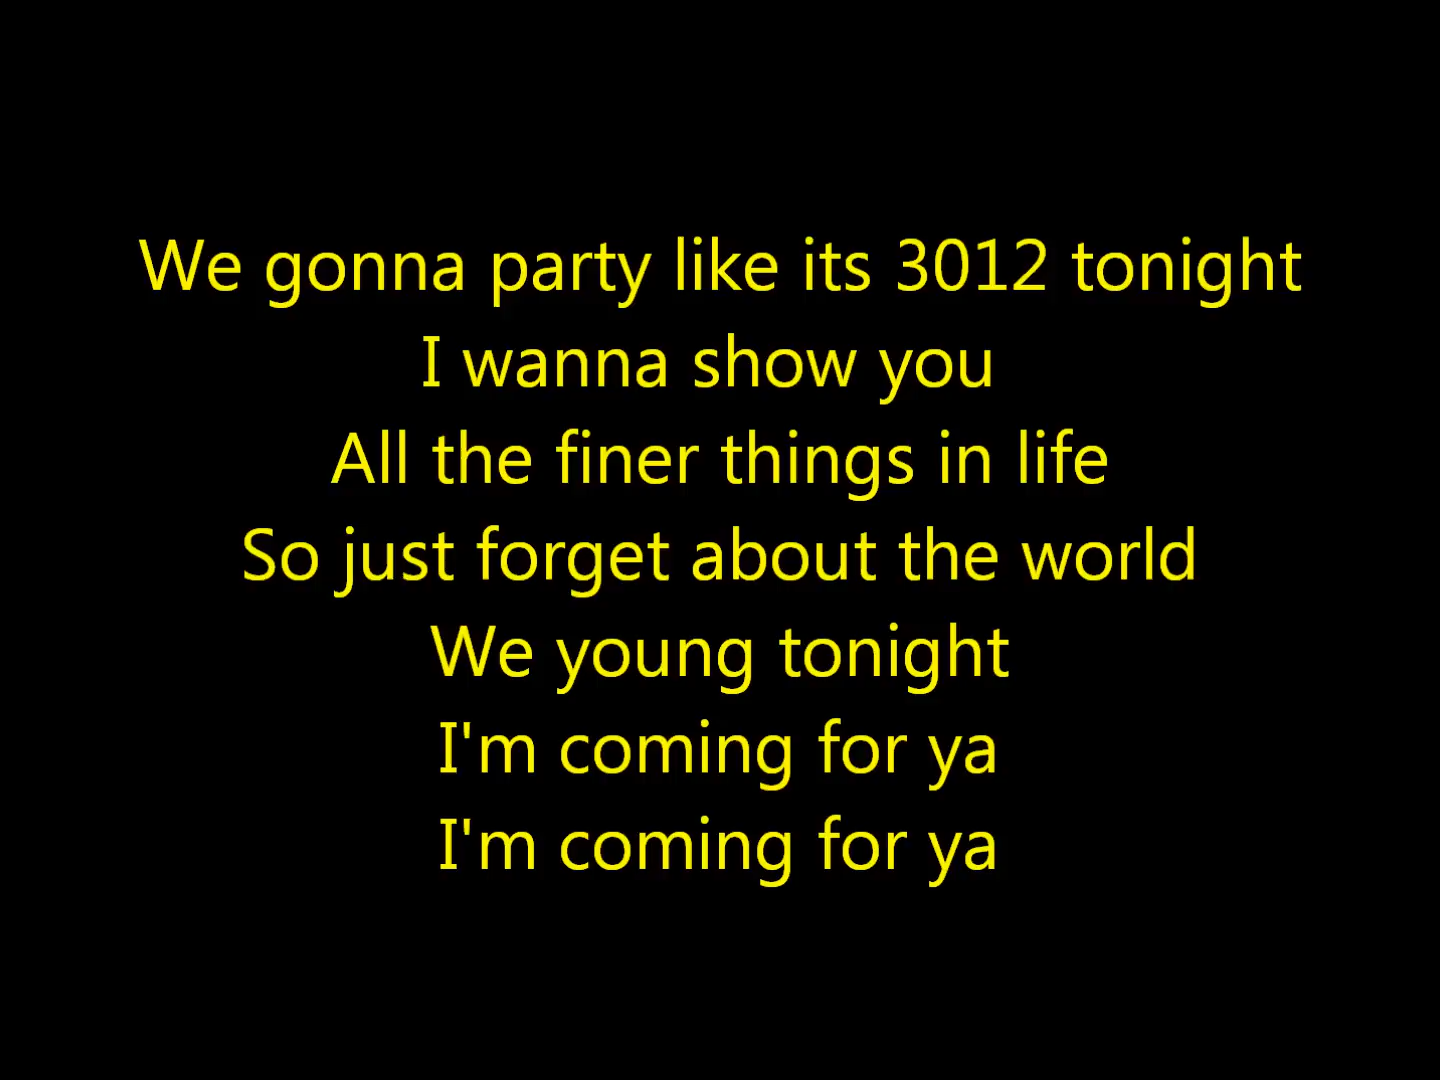 We gonna party like its 3012 tonight
I wanna show you
All the finer things in life
So just forget about the world
We young tonight
I'm coming for ya
I'm coming for ya